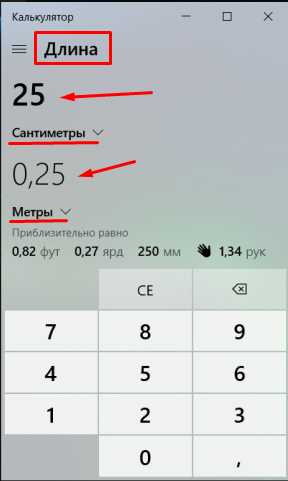 Калькулятор
Длина
25
Сантиметры
0,25
Метры
Приблизительно равно
0,82 фут 0,27 ярд 250 мм 1,34 рук
CE
7 8 9
4 5 6
1 2 3
0 ,